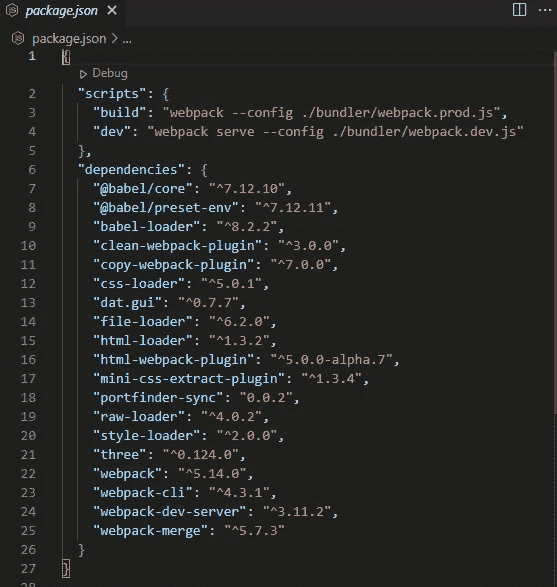 package.json ×
package.json > ...
1 {
Debug
2 "scripts": {
3 "build": "webpack --config ./bundler/webpack.prod.js",
4 "dev": "webpack serve --config ./bundler/webpack.dev.js"
5 },
6 "dependencies": {
7 "@babel/core": "^7.12.10",
8 "@babel/preset-env": "^7.12.11",
9 "babel-loader": "^8.2.2",
10 "clean-webpack-plugin": "^3.0.0",
11 "copy-webpack-plugin": "^7.0.0",
12 "css-loader": "^5.0.1",
13 "dat.gui": "^0.7.7",
14 "file-loader": "^6.2.0",
15 "html-loader": "^1.3.2",
16 "html-webpack-plugin": "^5.0.0-alpha.7",
17 "mini-css-extract-plugin": "^1.3.4",
18 "portfinder-sync": "0.0.2",
19 "raw-loader": "^4.0.2",
20 "style-loader": "^2.0.0",
21 "three": "^0.124.0",
22 "webpack": "^5.14.0",
23 "webpack-cli": "^4.3.1",
24 "webpack-dev-server": "^3.11.2",
25 "webpack-merge": "^5.7.3"
26 }
27 }
28